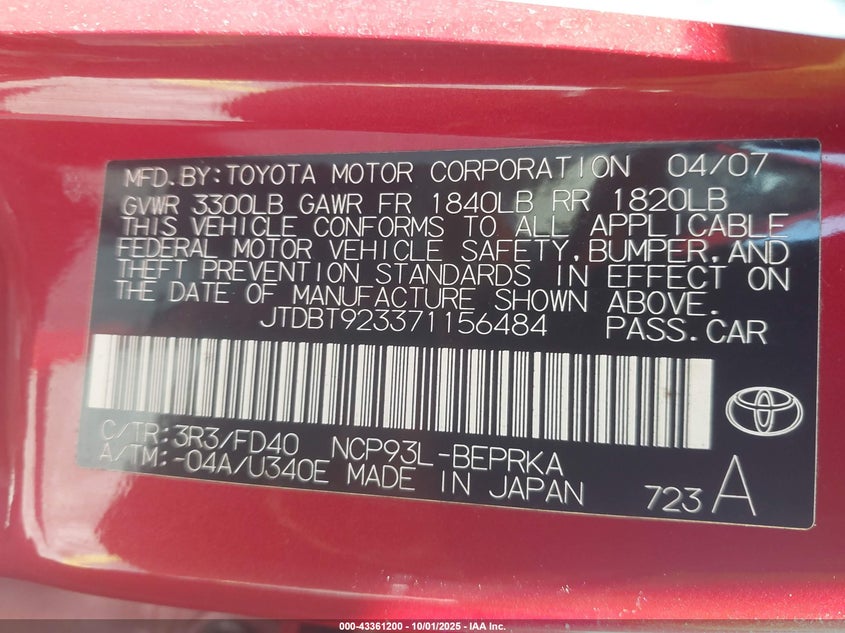 MFD.BY:TOYOTA MOTOR CORPORATION 04/07
GVWR 3300LB GAWR FR 1840LB RR 1820LB
THIS VEHICLE CONFORMS TO ALL APPLICABLE
FEDERAL MOTOR VEHICLE SAFETY,BUMPER,AND
THEFT PREVENTION STANDARDS IN EFFECT ON
THE DATE OF MANUFACTURE SHOWN ABOVE.
JTDBT923371156484 PASS.CAR
C/TR:3R3/FD40 NCP93L-BEPRKA
A/TM:-04A/U340E MADE IN JAPAN 723 A
000-43361200 - 10/01/2025 - IAA Inc.